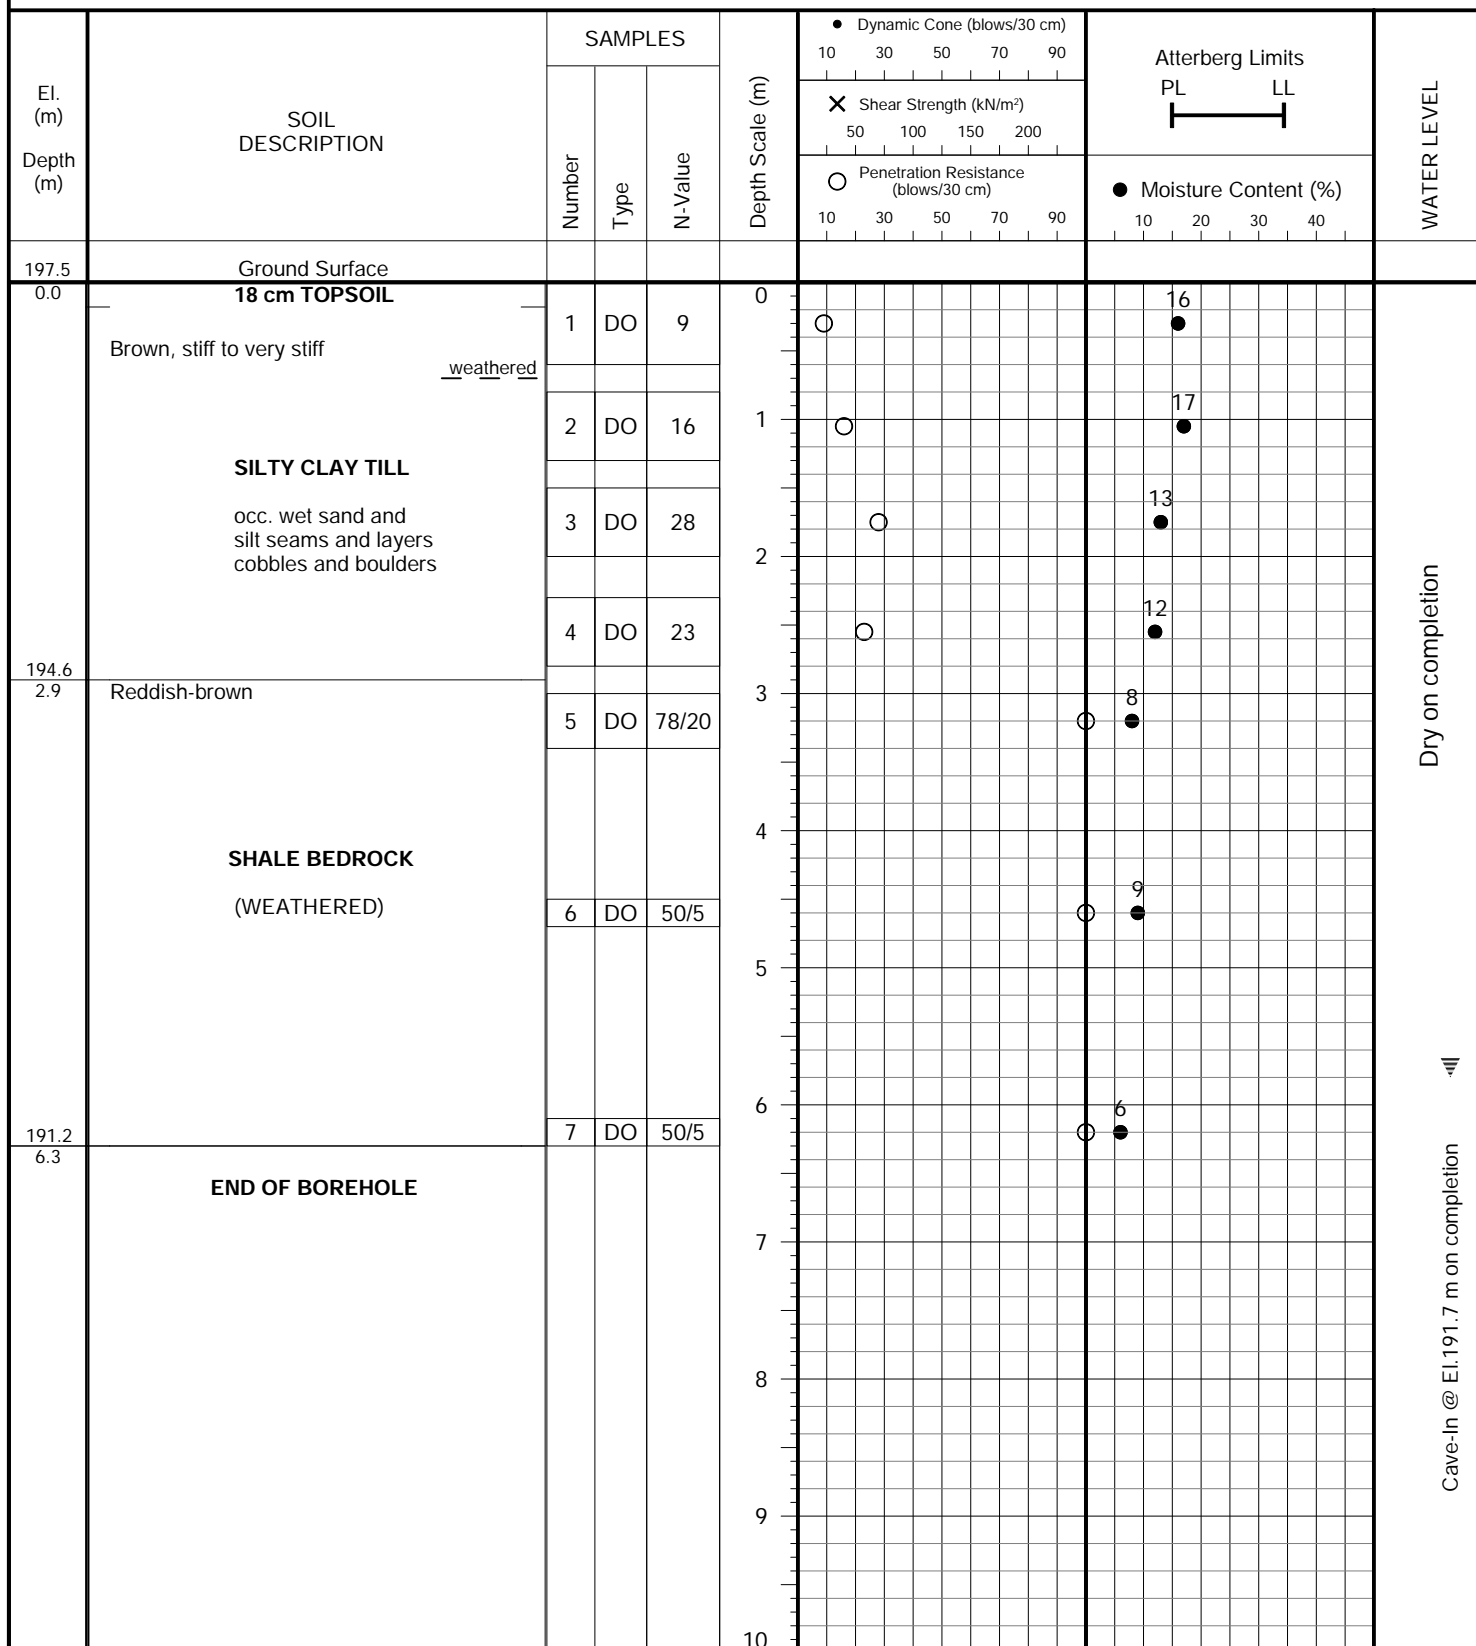 El.
(m)
Depth
(m)
SOIL
DESCRIPTION
SAMPLES
Number
Type
N-Value
Depth Scale (m)
● Dynamic Cone (blows/30 cm)
10 30 50 70 90
✕ Shear Strength (kN/m²)
50 100 150 200
○ Penetration Resistance
(blows/30 cm)
10 30 50 70 90
Atterberg Limits
PL LL
● Moisture Content (%)
10 20 30 40
WATER LEVEL
197.5 Ground Surface
0.0 18 cm TOPSOIL 0
16
1 DO 9
Brown, stiff to very stiff
weathered
17
1
2 DO 16
SILTY CLAY TILL
13
occ. wet sand and
silt seams and layers
cobbles and boulders
3 DO 28
2
12
4 DO 23
194.6
2.9 Reddish-brown
3
8
5 DO 78/20
4
SHALE BEDROCK
(WEATHERED)
9
6 DO 50/5
5
6
6
7 DO 50/5
191.2
6.3
END OF BOREHOLE
7
8
9
10
Dry on completion
Cave-In @ El.191.7 m on completion